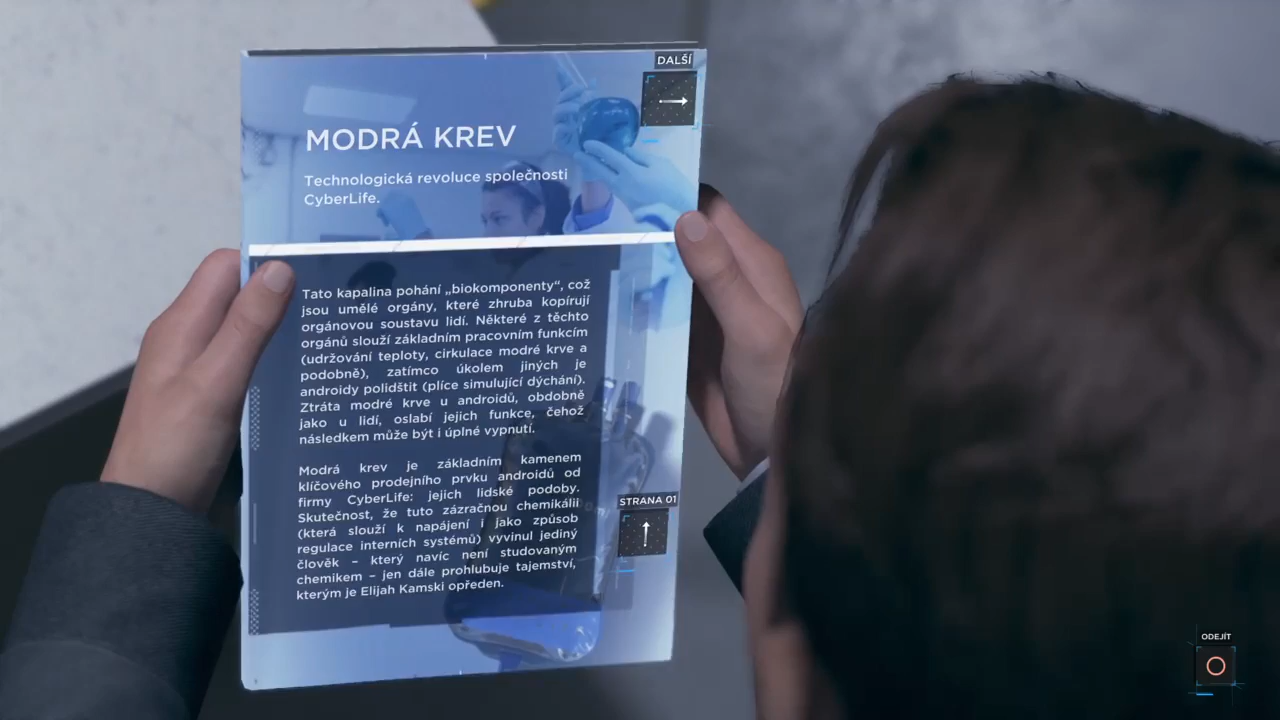 DALŠÍ
MODRÁ KREV
Technologická revoluce společnosti
CyberLife.
Tato kapalina pohání „biokomponenty“, což
jsou umělé orgány, které zhruba kopírují
orgánovou soustavu lidí. Některé z těchto
orgánů slouží základním pracovním funkcím
(udržování teploty, cirkulace modré krve a
podobně), zatímco úkolem jiných je
androidy polidštit (plíce simulující dýchání).
Ztráta modré krve u androidů, obdobně
jako u lidí, oslabí jejich funkce, čehož
následkem může být i úplné vypnutí.
Modrá krev je základním kamenem
klíčového prodejního prvku androidů od
firmy CyberLife: jejich lidské podoby.
Skutečnost, že tuto zázračnou chemikálii
(která slouží k napájení i jako způsob
regulace interních systémů) vyvinul jediný
člověk – který navíc není studovaným
chemikem – jen dále prohlubuje tajemství,
kterým je Elijah Kamski opředen.
STRANA 01
ODEJÍT